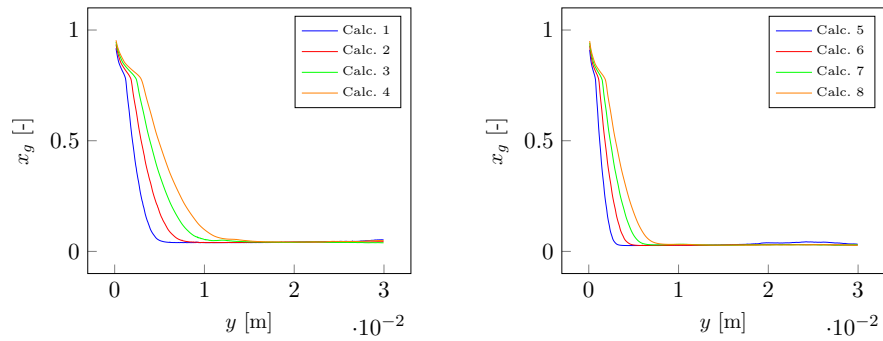 1
0.5
0
x_g [-]
0
1
2
3
y [m]
·10⁻²
Calc. 1
Calc. 2
Calc. 3
Calc. 4
1
0.5
0
x_g [-]
0
1
2
3
y [m]
·10⁻²
Calc. 5
Calc. 6
Calc. 7
Calc. 8